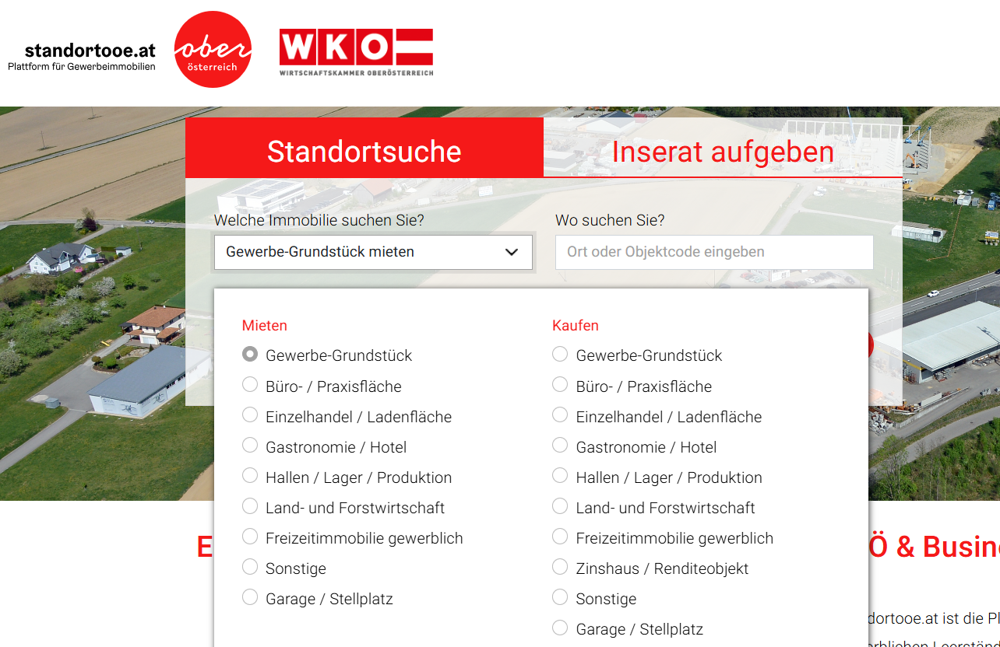 standortooe.at
Plattform für Gewerbeimmobilien
ober
österreich
WKO
WIRTSCHAFTSKAMMER OBERÖSTERREICH
Standortsuche
Inserat aufgeben
Welche Immobilie suchen Sie?
Wo suchen Sie?
Gewerbe-Grundstück mieten
Ort oder Objektcode eingeben
Mieten
Gewerbe-Grundstück
Büro- / Praxisfläche
Einzelhandel / Ladenfläche
Gastronomie / Hotel
Hallen / Lager / Produktion
Land- und Forstwirtschaft
Freizeitimmobilie gewerblich
Sonstige
Garage / Stellplatz
Kaufen
Gewerbe-Grundstück
Büro- / Praxisfläche
Einzelhandel / Ladenfläche
Gastronomie / Hotel
Hallen / Lager / Produktion
Land- und Forstwirtschaft
Freizeitimmobilie gewerblich
Zinshaus / Renditeobjekt
Sonstige
Garage / Stellplatz
E
Ö & Busin
dortooe.at ist die Pl